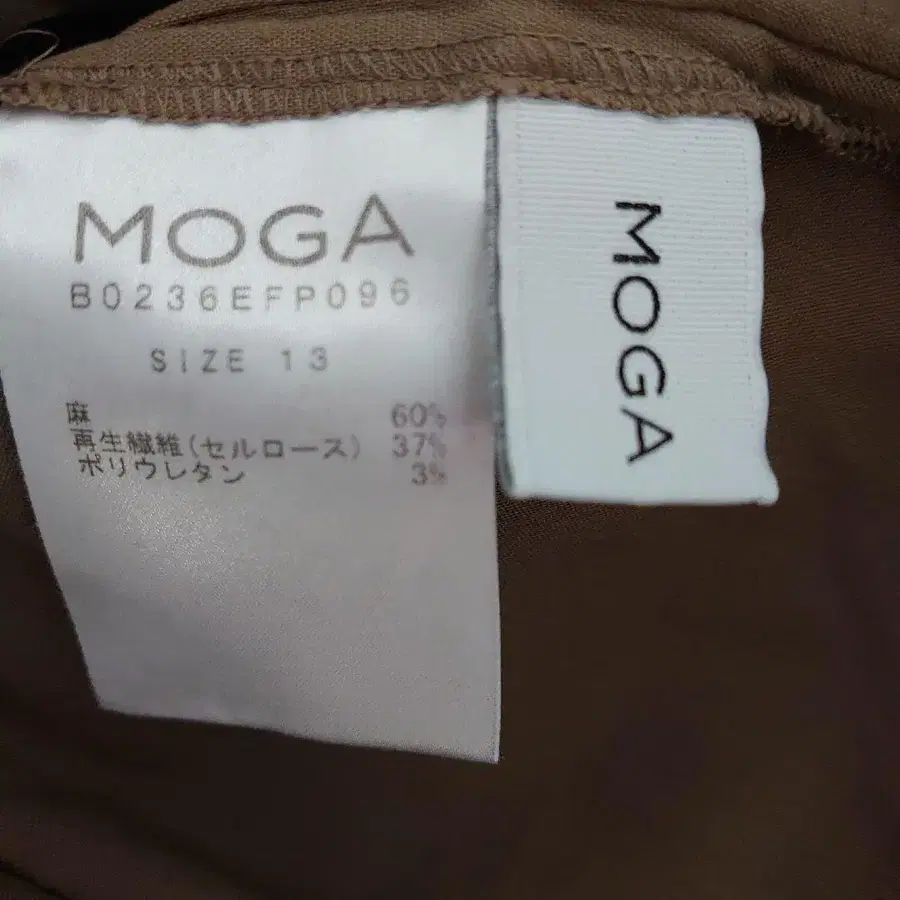 MOGA
B0236EFP096
SIZE 13
麻 60%
再生繊維(セルロース) 37%
ポリウレタン 3%
MOGA